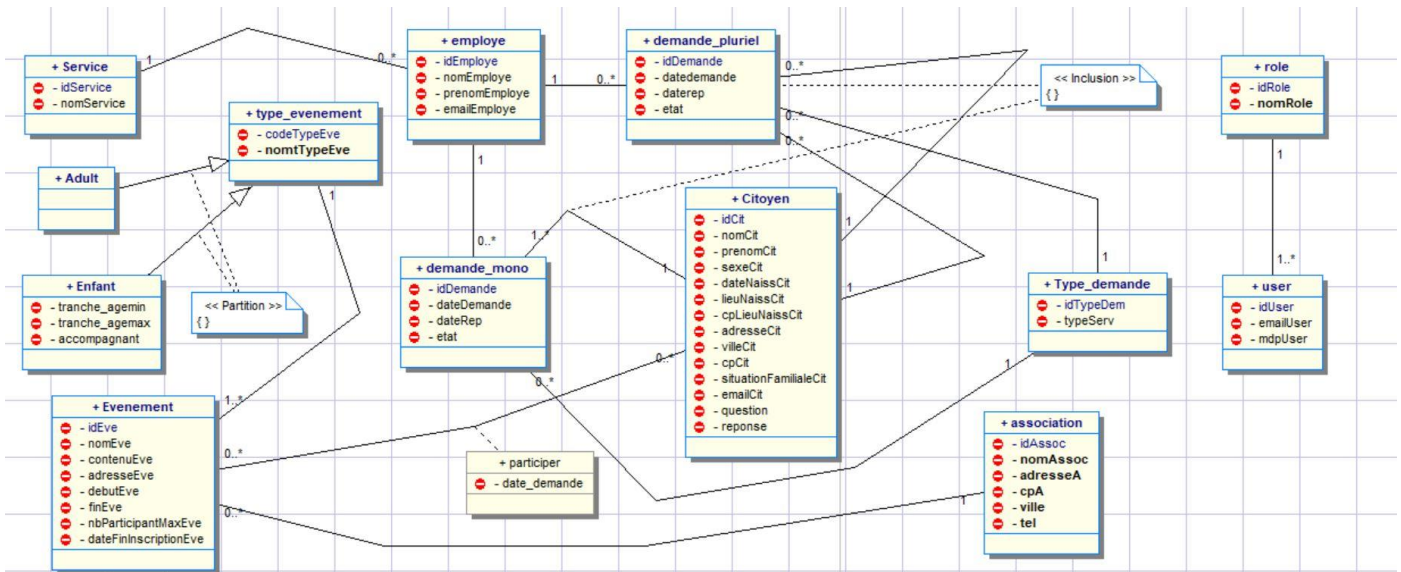 + Service
- idService
- nomService
1
0..*
+ employe
- idEmploye
- nomEmploye
- prenomEmploye
- emailEmploye
1
0..*
+ demande_pluriel
- idDemande
- datedemande
- daterep
- etat
0..*
0..*
0..*
<< Inclusion >>
{ }
+ role
- idRole
- nomRole
1
1..*
+ user
- idUser
- emailUser
- mdpUser
+ type_evenement
- codeTypeEve
- nomtTypeEve
1
+ Adult
+ Enfant
- tranche_agemin
- tranche_agemax
- accompagnant
<< Partition >>
{ }
1
0..*
+ demande_mono
- idDemande
- dateDemande
- dateRep
- etat
1..*
1
0..*
+ Citoyen
- idCit
- nomCit
- prenomCit
- sexeCit
- dateNaissCit
- lieuNaissCit
- cpLieuNaissCit
- adresseCit
- villeCit
- cpCit
- situationFamilialeCit
- emailCit
- question
- reponse
1
1
0..*
1
+ Type_demande
- idTypeDem
- typeServ
1
1..*
+ Evenement
- idEve
- nomEve
- contenuEve
- adresseEve
- debutEve
- finEve
- nbParticipantMaxEve
- dateFinInscriptionEve
0..*
0..*
+ participer
- date_demande
1
+ association
- idAssoc
- nomAssoc
- adresseA
- cpA
- ville
- tel